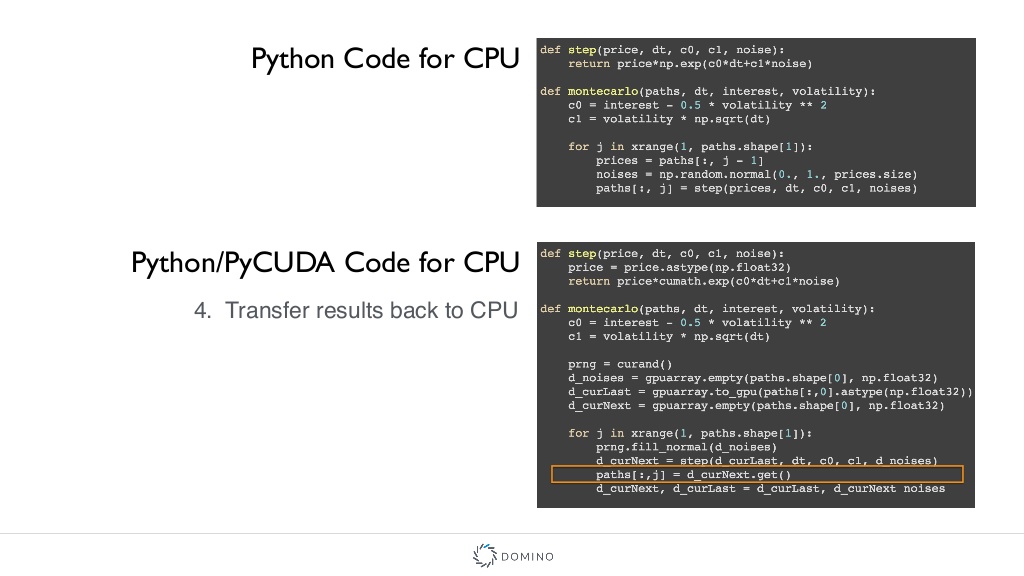 Python Code for CPU
def step(price, dt, c0, c1, noise):
    return price*np.exp(c0*dt+c1*noise)
def montecarlo(paths, dt, interest, volatility):
    c0 = interest - 0.5 * volatility ** 2
    c1 = volatility * np.sqrt(dt)
    for j in xrange(1, paths.shape[1]):
        prices = paths[:, j - 1]
        noises = np.random.normal(0., 1., prices.size)
        paths[:, j] = step(prices, dt, c0, c1, noises)
Python/PyCUDA Code for CPU
4. Transfer results back to CPU
def step(price, dt, c0, c1, noise):
    price = price.astype(np.float32)
    return price*cumath.exp(c0*dt+c1*noise)
def montecarlo(paths, dt, interest, volatility):
    c0 = interest - 0.5 * volatility ** 2
    c1 = volatility * np.sqrt(dt)
    prng = curand()
    d_noises = gpuarray.empty(paths.shape[0], np.float32)
    d_curLast = gpuarray.to_gpu(paths[:,0].astype(np.float32))
    d_curNext = gpuarray.empty(paths.shape[0], np.float32)
    for j in xrange(1, paths.shape[1]):
        prng.fill_normal(d_noises)
        d_curNext = step(d_curLast, dt, c0, c1, d_noises)
        paths[:,j] = d_curNext.get()
        d_curNext, d_curLast = d_curLast, d_curNext noises
DOMINO